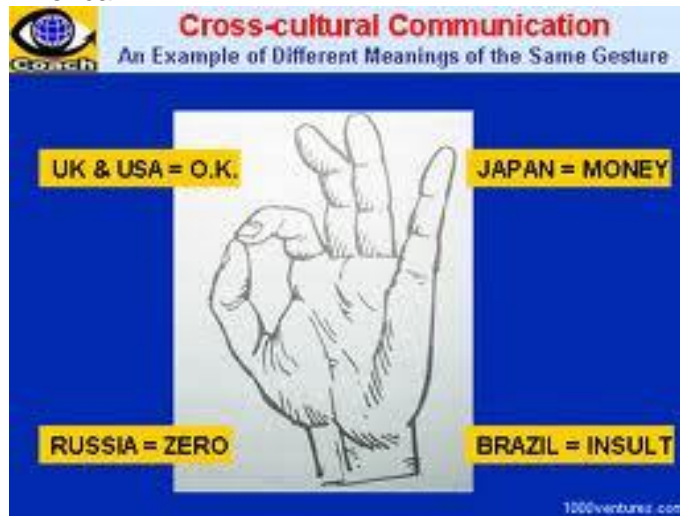 Cross-cultural Communication
An Example of Different Meanings of the Same Gesture
Coach
UK & USA = O.K.
JAPAN = MONEY
RUSSIA = ZERO
BRAZIL = INSULT
1000ventures.com